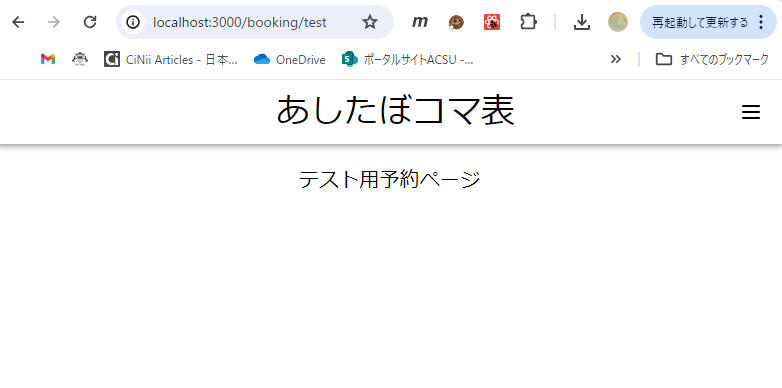 localhost:3000/booking/test
再起動して更新する
CiNii Articles - 日本...
OneDrive
ポータルサイトACSU -...
すべてのブックマーク
あしたぼコマ表
テスト用予約ページ